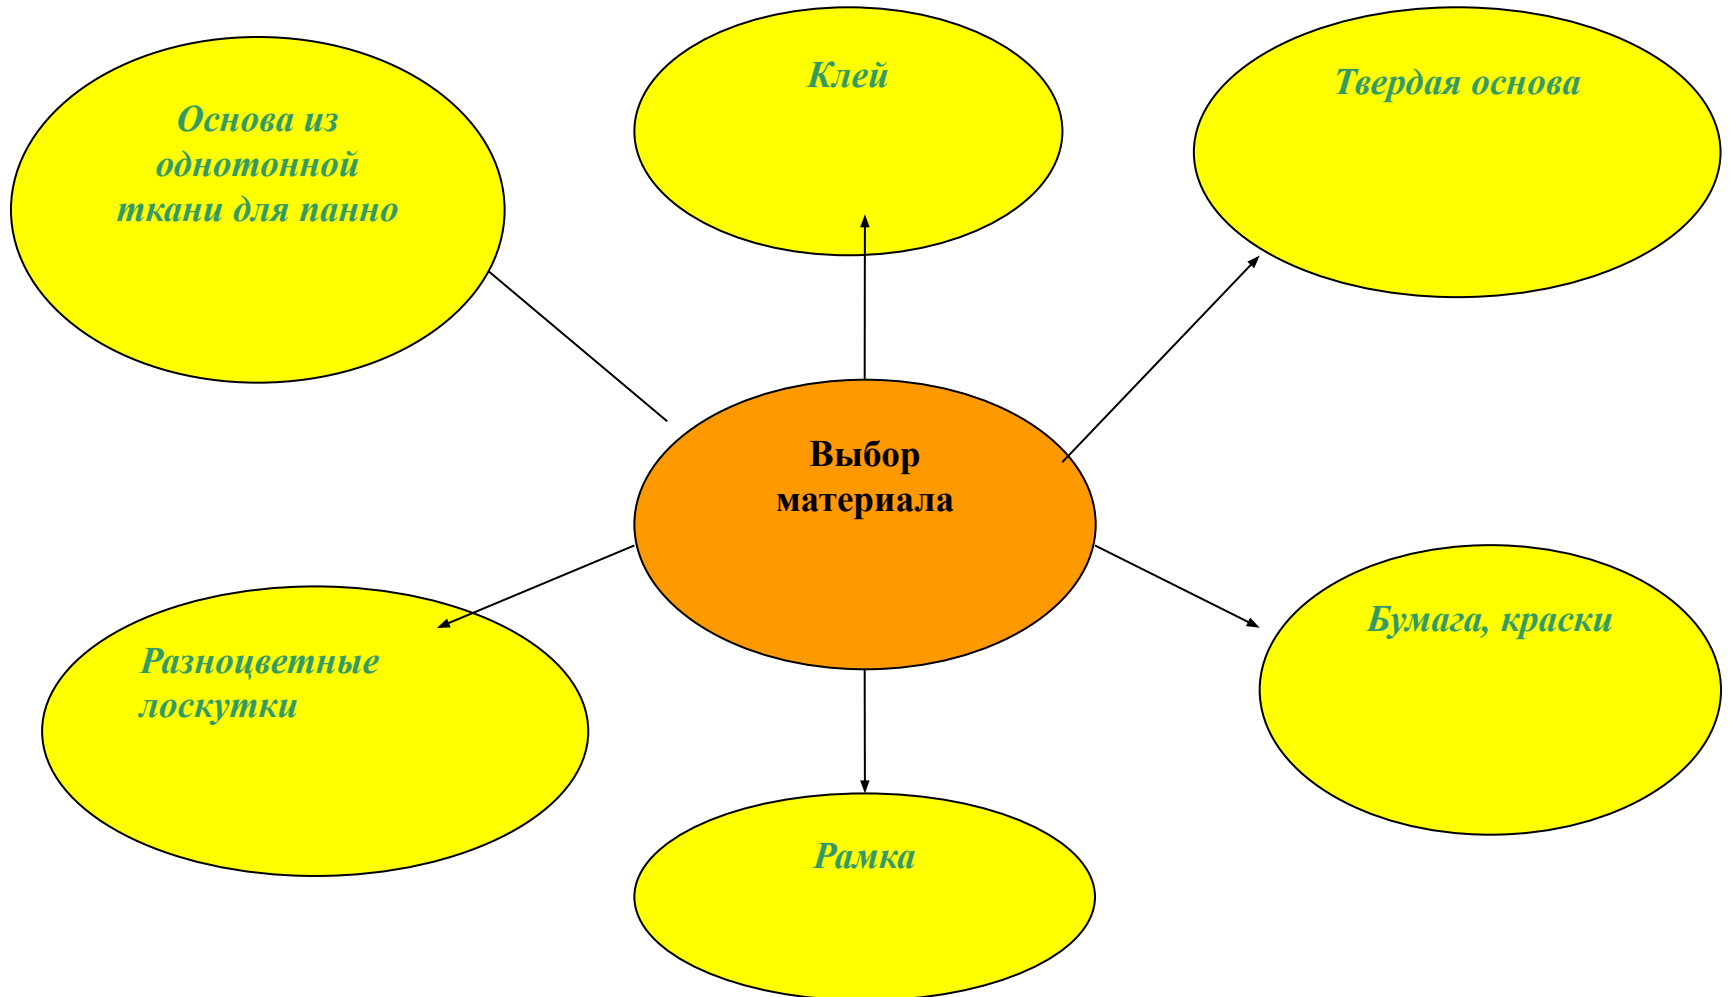 Основа из
однотонной
ткани для панно
Клей
Твердая основа
Выбор
материала
Разноцветные
лоскутки
Бумага, краски
Рамка